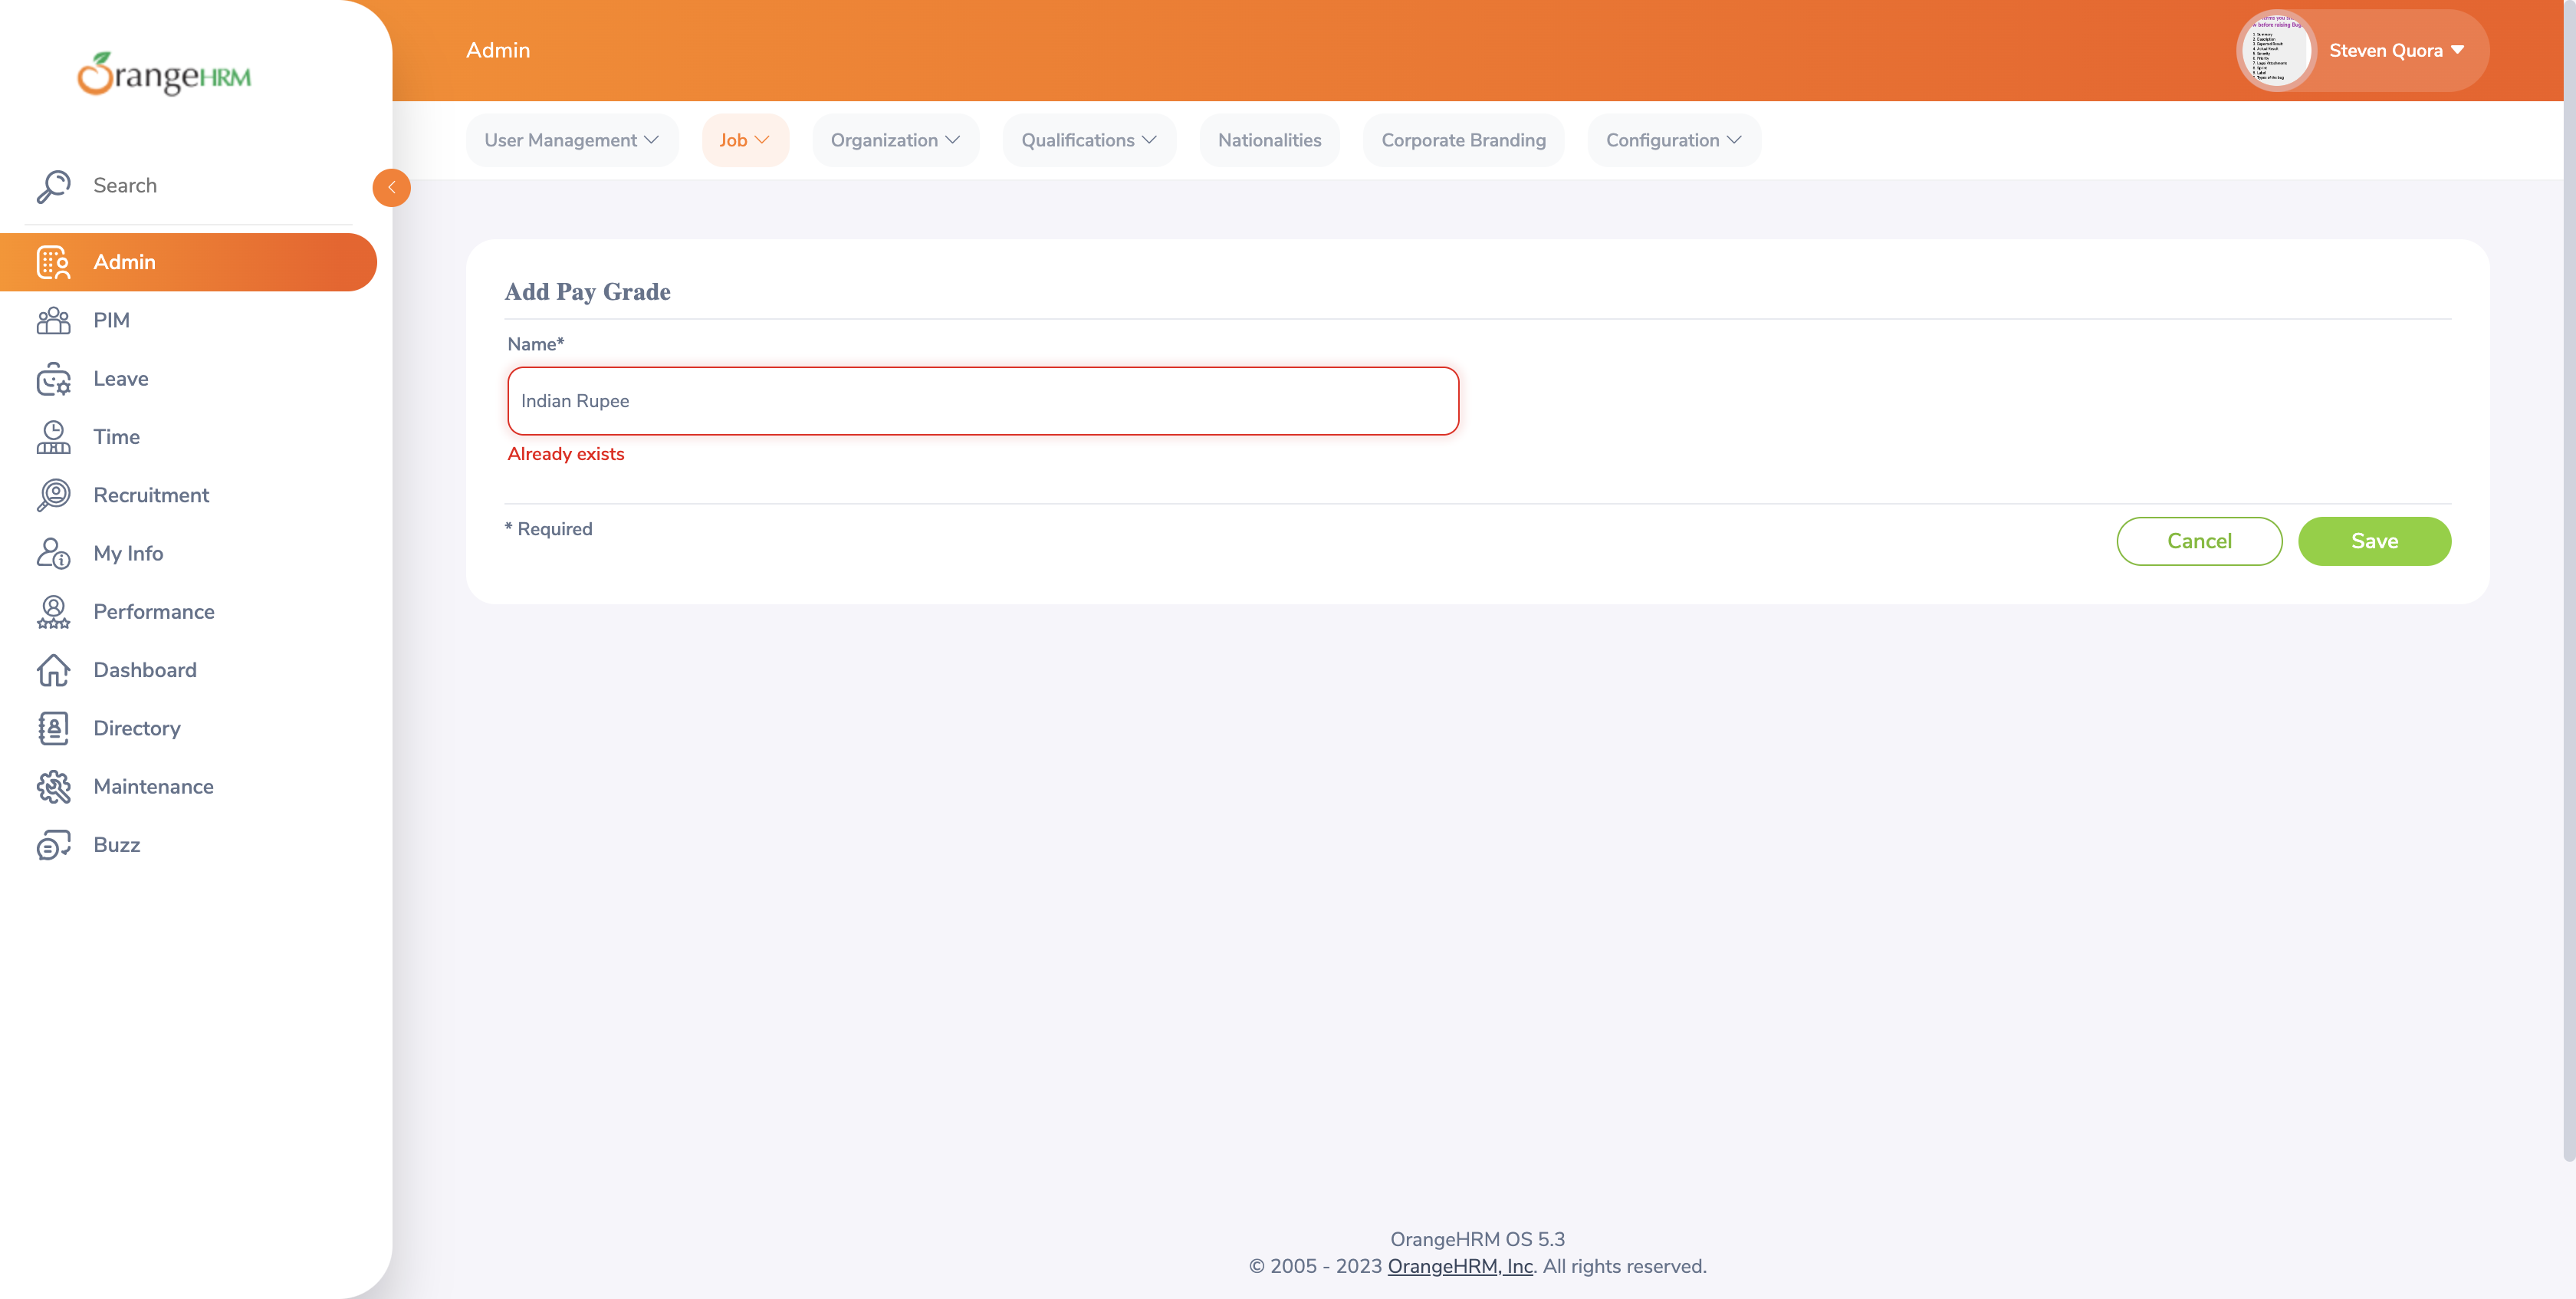 OrangeHRM
Admin
Steven Quora
User Management
Job
Organization
Qualifications
Nationalities
Corporate Branding
Configuration
Search
Admin
PIM
Leave
Time
Recruitment
My Info
Performance
Dashboard
Directory
Maintenance
Buzz
Add Pay Grade
Name*
Indian Rupee
Already exists
* Required
Cancel
Save
OrangeHRM OS 5.3
© 2005 - 2023 OrangeHRM, Inc. All rights reserved.